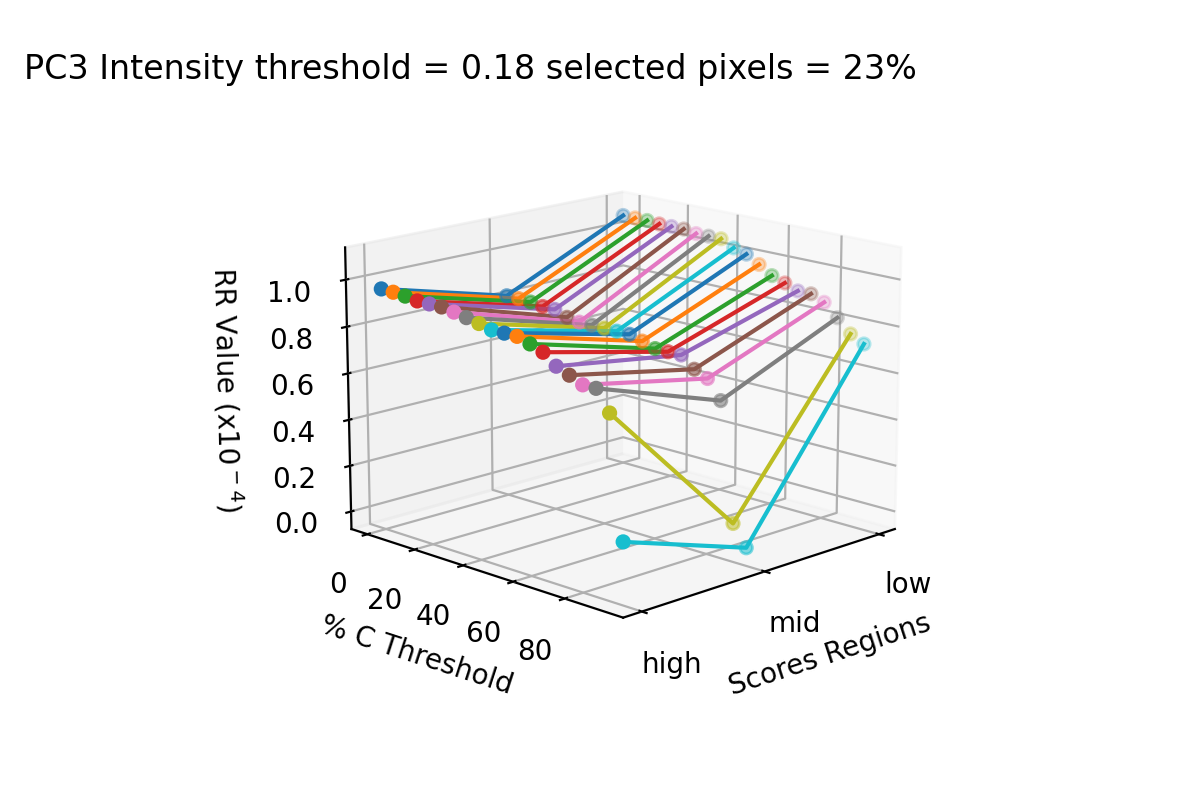 PC3 Intensity threshold = 0.18 selected pixels = 23%
RR Value (x10⁻⁴)
1.0
0.8
0.6
0.4
0.2
0.0
0
20
40
60
80
% C Threshold
high
mid
low
Scores Regions